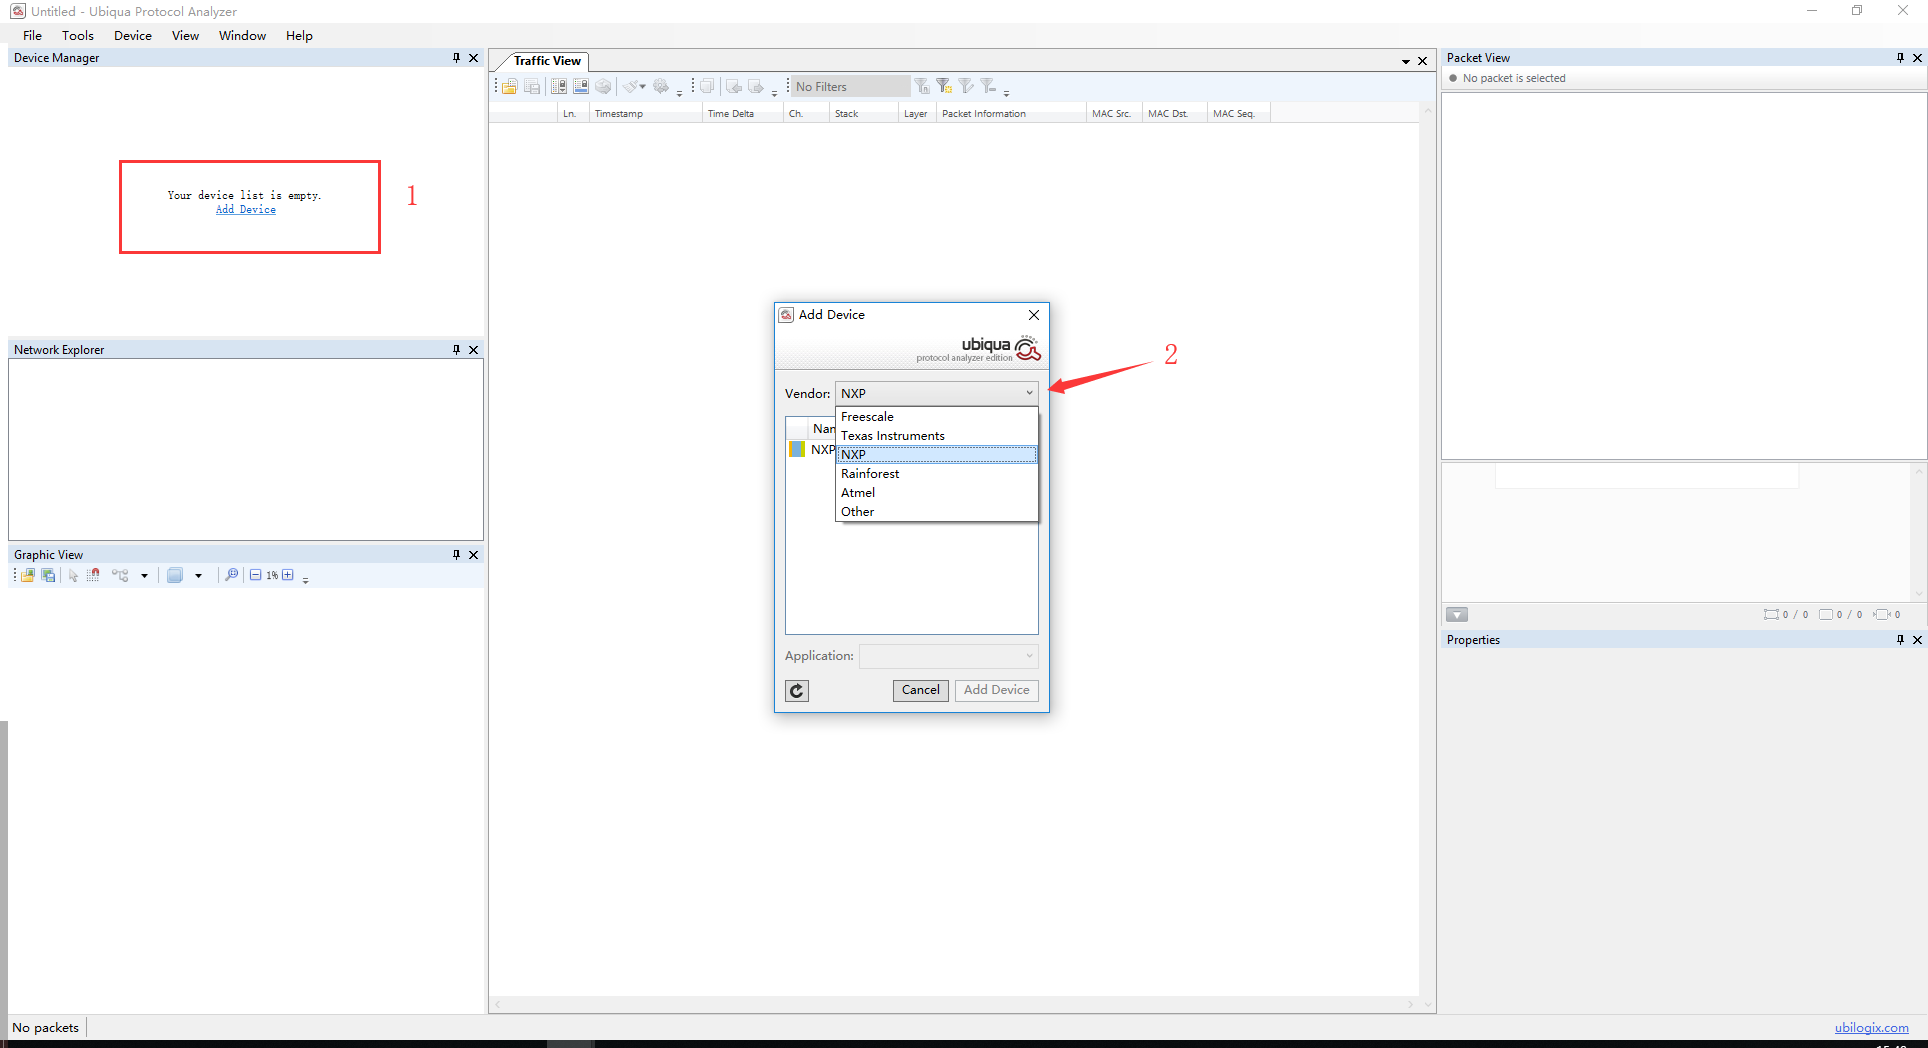 Untitled - Ubiqua Protocol Analyzer
File Tools Device View Window Help
Device Manager
Your device list is empty.
Add Device
1
Network Explorer
Graphic View
1%
Traffic View
No Filters
Ln. Timestamp Time Delta Ch. Stack Layer Packet Information MAC Src. MAC Dst. MAC Seq.
Add Device
ubiqua
protocol analyzer edition
2
Vendor: NXP
Nan
NXP
Freescale
Texas Instruments
NXP
Rainforest
Atmel
Other
Application:
Cancel Add Device
Packet View
No packet is selected
0 / 0 0 / 0 0
Properties
No packets
ubilogix.com